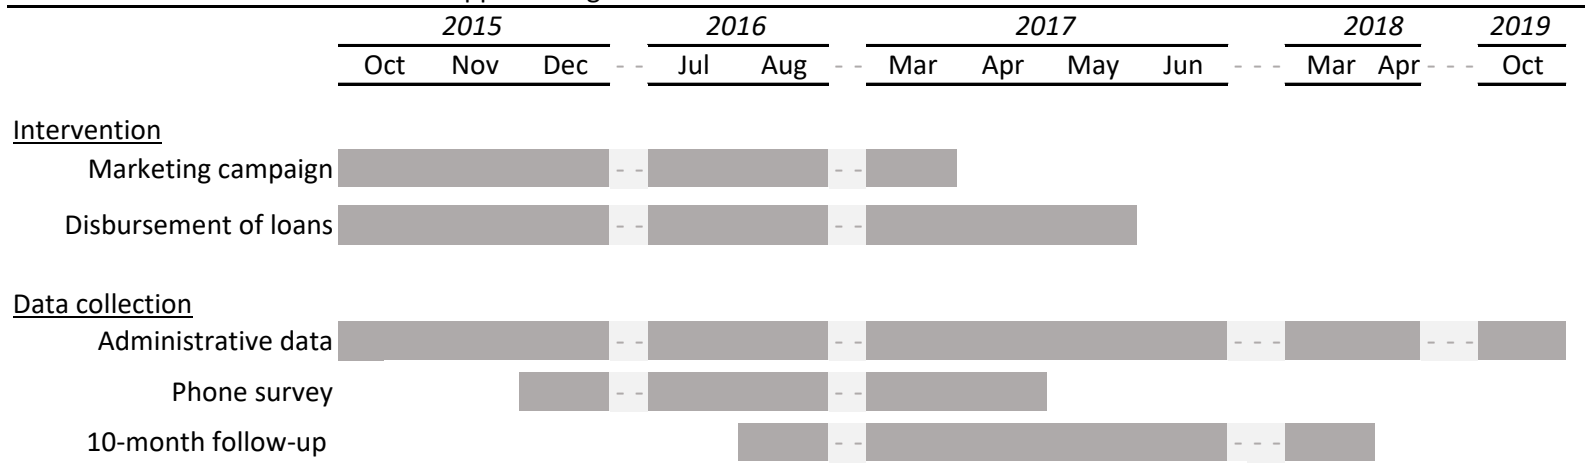 2015 2016 2017 2018 2019
Oct Nov Dec - - Jul Aug - - Mar Apr May Jun - - - Mar Apr - - - Oct
Intervention
Marketing campaign - - - -
Disbursement of loans - - - -
Data collection
Administrative data - - - - - - - - - -
Phone survey - - - -
10-month follow-up - - - - -